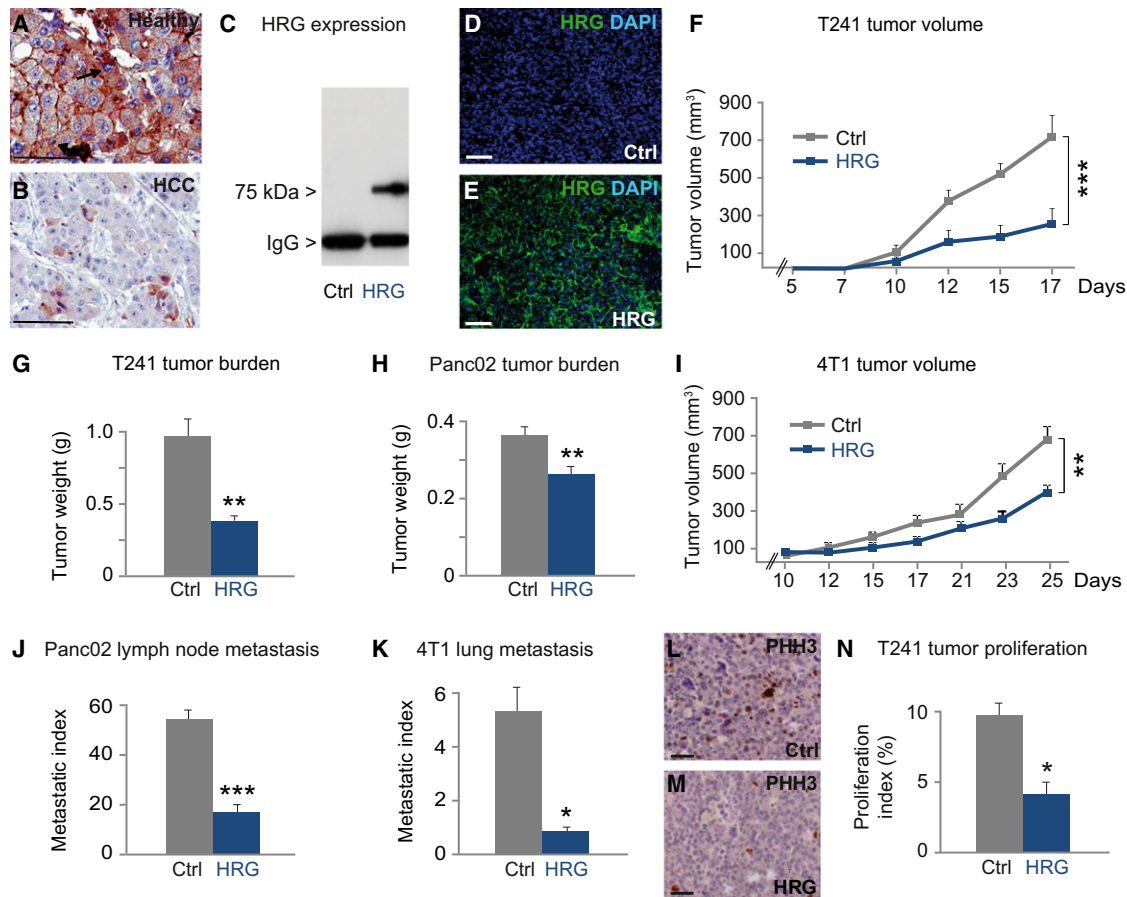 A
Healthy
B
HCC
C HRG expression
75 kDa >
IgG >
Ctrl HRG
D
HRG DAPI
Ctrl
E
HRG DAPI
HRG
F T241 tumor volume
Tumor volume (mm³)
900
700
500
300
100
Ctrl
HRG
***
5 7 10 12 15 17 Days
G T241 tumor burden
Tumor weight (g)
1.0
0.5
0
**
Ctrl HRG
H Panc02 tumor burden
Tumor weight (g)
0.4
0.2
0
**
Ctrl HRG
I 4T1 tumor volume
Tumor volume (mm³)
900
700
500
300
100
Ctrl
HRG
**
10 12 15 17 21 23 25 Days
J Panc02 lymph node metastasis
Metastatic index
60
40
20
0
***
Ctrl HRG
K 4T1 lung metastasis
Metastatic index
6
4
2
0
*
Ctrl HRG
L
PHH3
Ctrl
M
PHH3
HRG
N T241 tumor proliferation
Proliferation
index (%)
10
5
0
*
Ctrl HRG